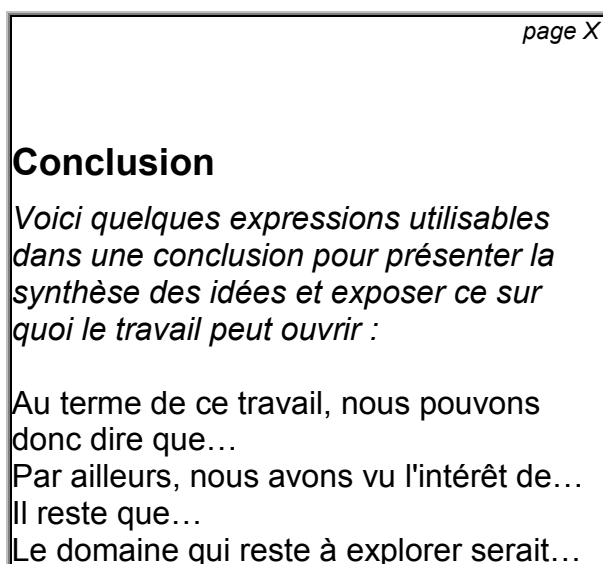 page X
Conclusion
Voici quelques expressions utilisables
dans une conclusion pour présenter la
synthèse des idées et exposer ce sur
quoi le travail peut ouvrir :
Au terme de ce travail, nous pouvons
donc dire que…
Par ailleurs, nous avons vu l'intérêt de…
Il reste que…
Le domaine qui reste à explorer serait…